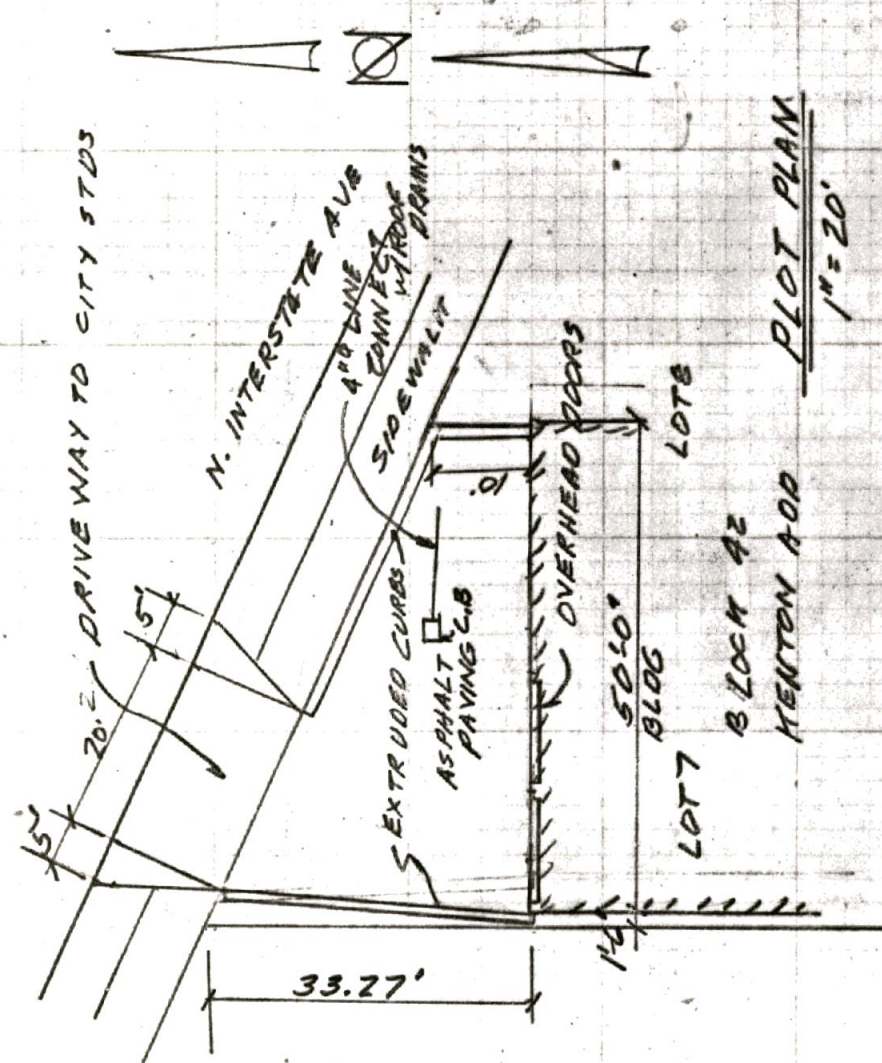 DRIVEWAY TO CITY STDS
N. INTERSTATE AVE
4"Ø LINE
CONNECT
W/ROOF
DRAINS
SIDEWALK
5'
20'
5'
EXTRUDED CURBS
ASPHALT
PAVING
C.B
10'
OVERHEAD DOORS
50'-0"
BLDG
33.27'
LOT 7
LOT 8
BLOCK 42
KENTON ADD
PLOT PLAN
1" = 20'